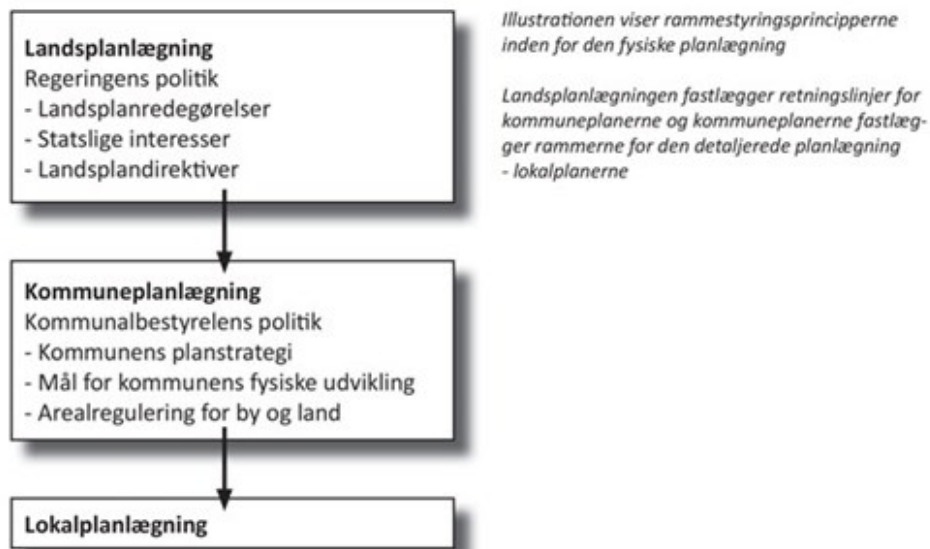 Landsplanlægning
Regeringens politik
- Landsplanredegørelser
- Statslige interesser
- Landsplandirektiver
Illustrationen viser rammestyringsprincipperne
inden for den fysiske planlægning
Landsplanlægningen fastlægger retningslinjer for
kommuneplanerne og kommuneplanerne fastlæg-
ger rammerne for den detaljerede planlægning
- lokalplanerne
Kommuneplanlægning
Kommunalbestyrelens politik
- Kommunens planstrategi
- Mål for kommunens fysiske udvikling
- Arealregulering for by og land
Lokalplanlægning